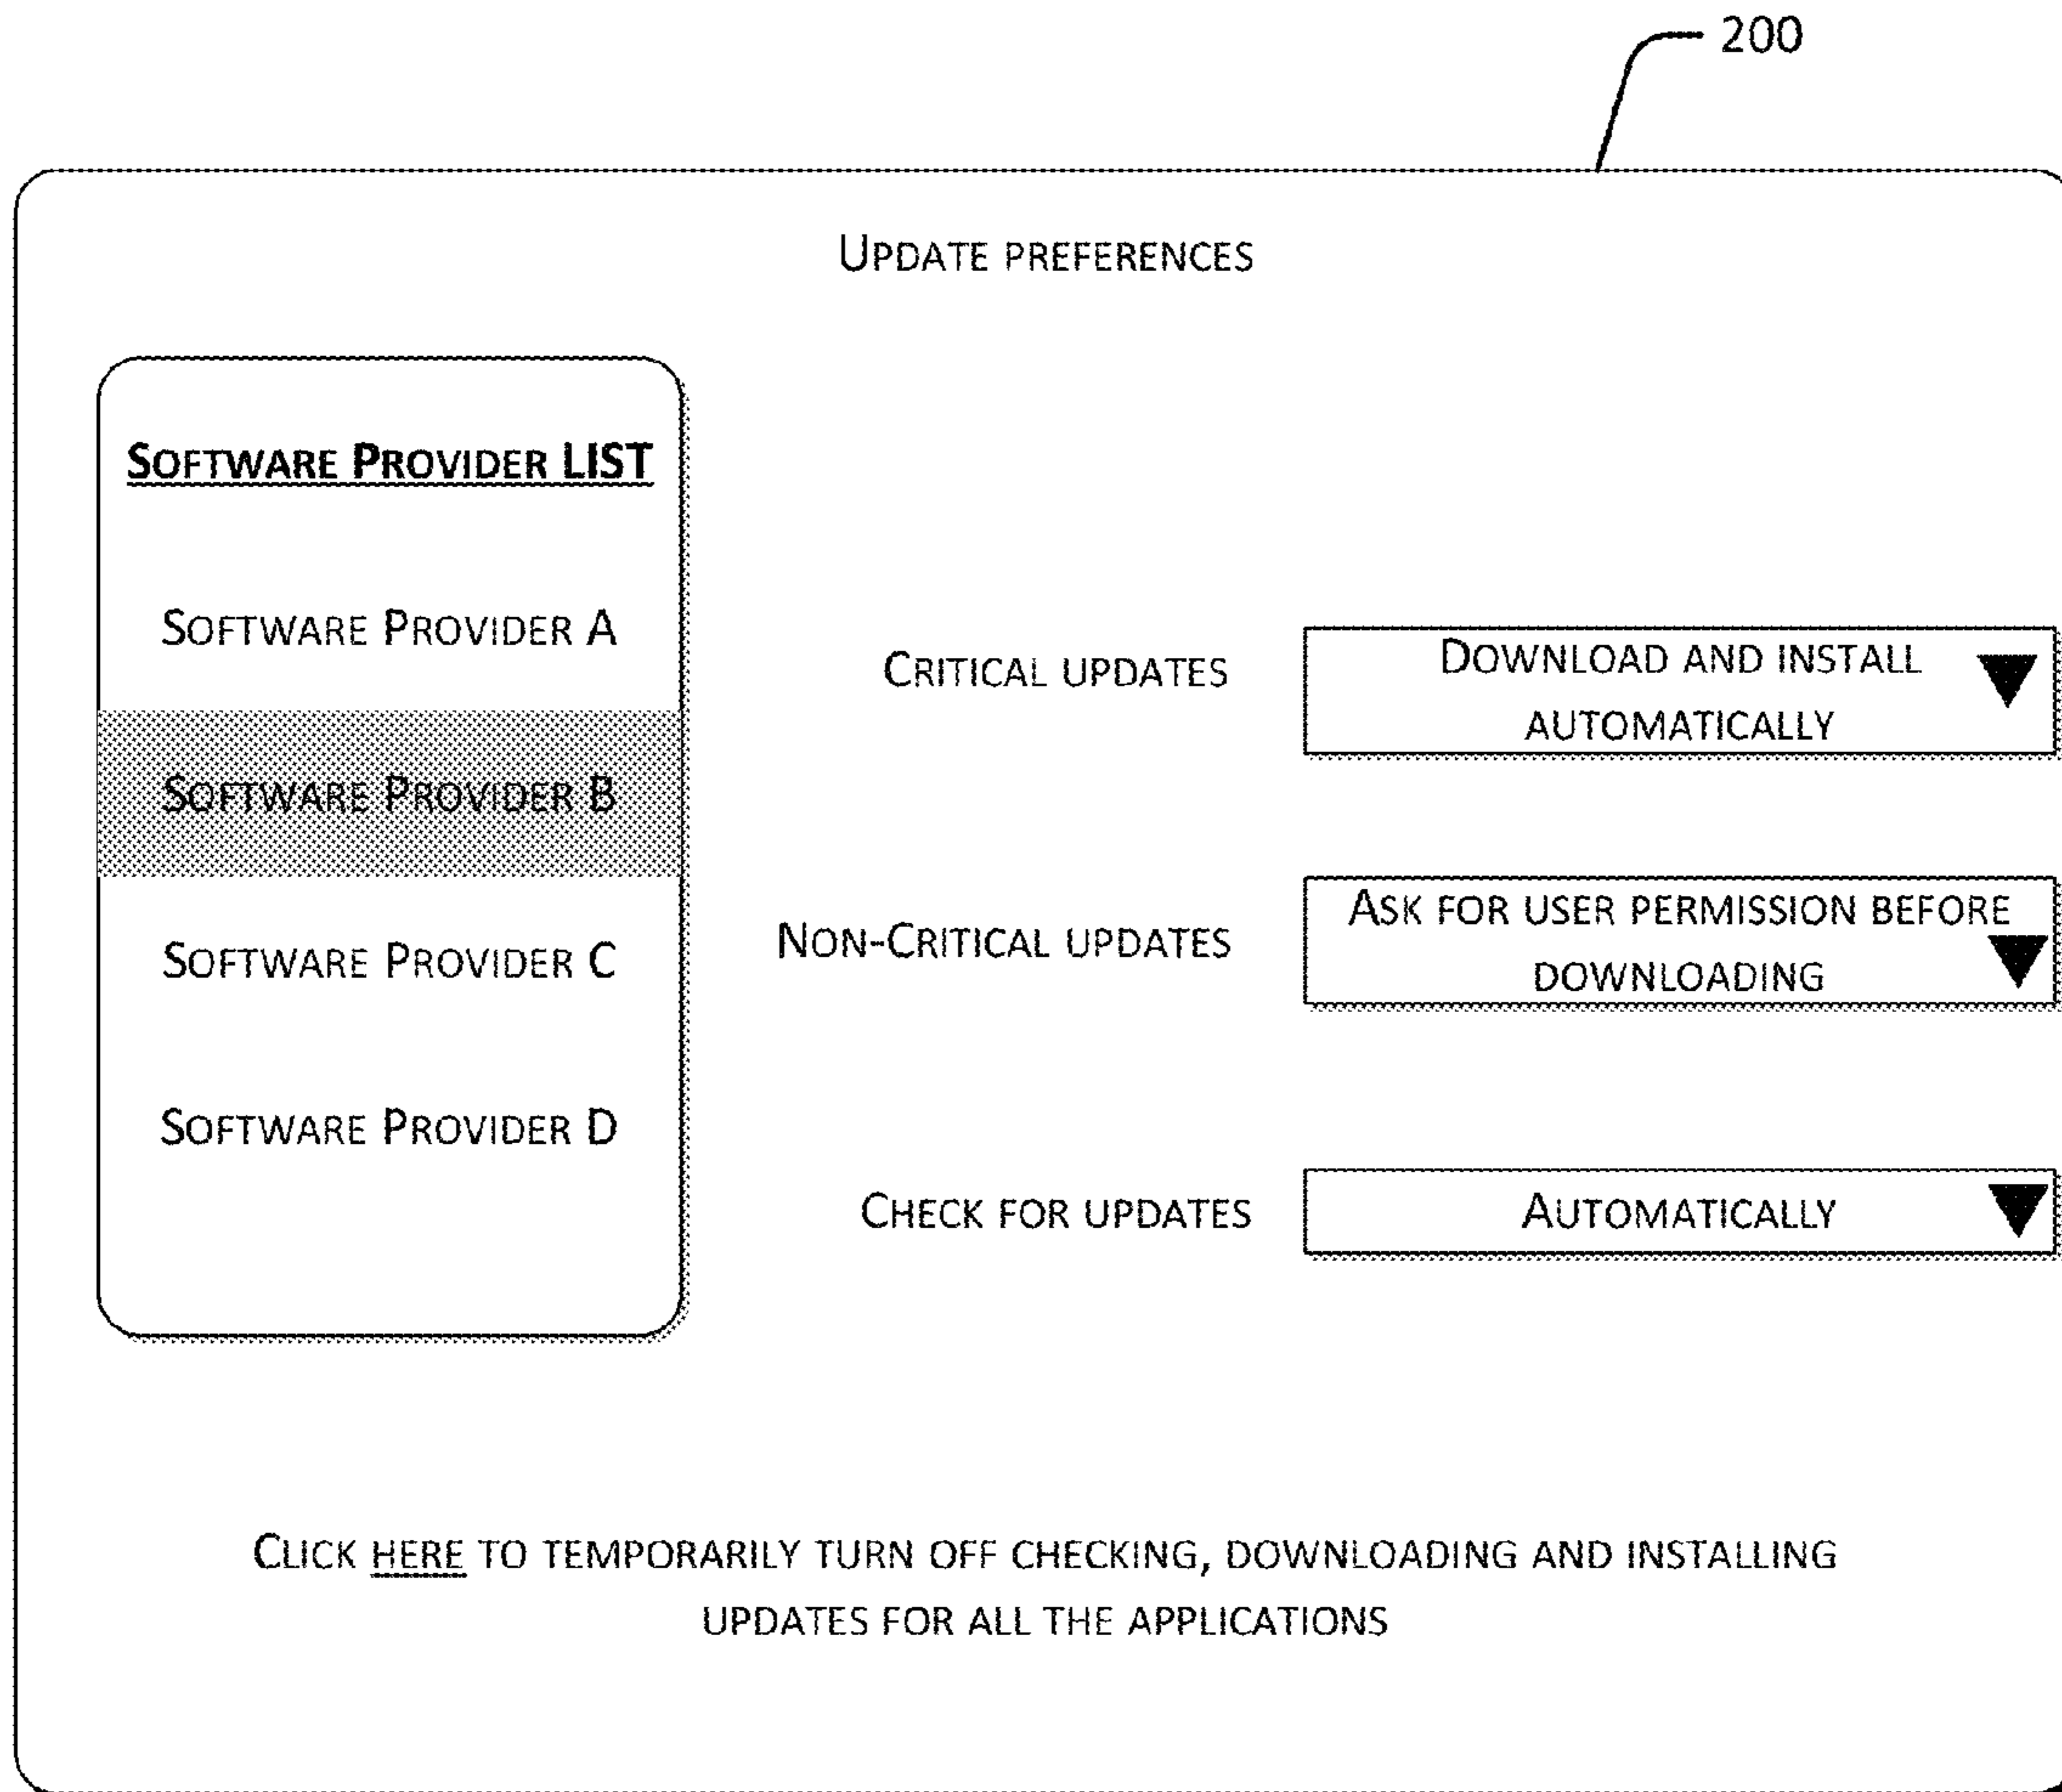 200
UPDATE PREFERENCES
SOFTWARE PROVIDER LIST
SOFTWARE PROVIDER A
SOFTWARE PROVIDER B
SOFTWARE PROVIDER C
SOFTWARE PROVIDER D
CRITICAL UPDATES
DOWNLOAD AND INSTALL
AUTOMATICALLY
NON-CRITICAL UPDATES
ASK FOR USER PERMISSION BEFORE
DOWNLOADING
CHECK FOR UPDATES
AUTOMATICALLY
CLICK HERE TO TEMPORARILY TURN OFF CHECKING, DOWNLOADING AND INSTALLING
UPDATES FOR ALL THE APPLICATIONS